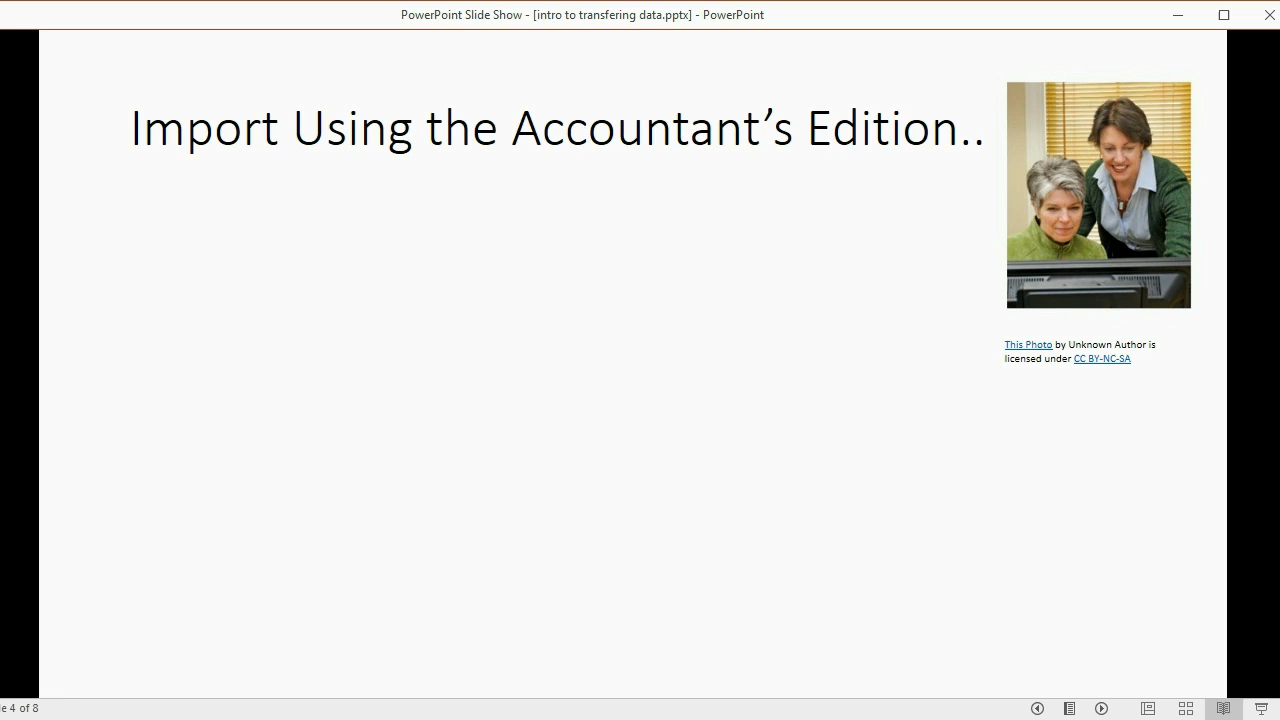 PowerPoint Slide Show - [intro to transfering data.pptx] - PowerPoint
Import Using the Accountant’s Edition..
This Photo by Unknown Author is
licensed under CC BY-NC-SA
le 4 of 8